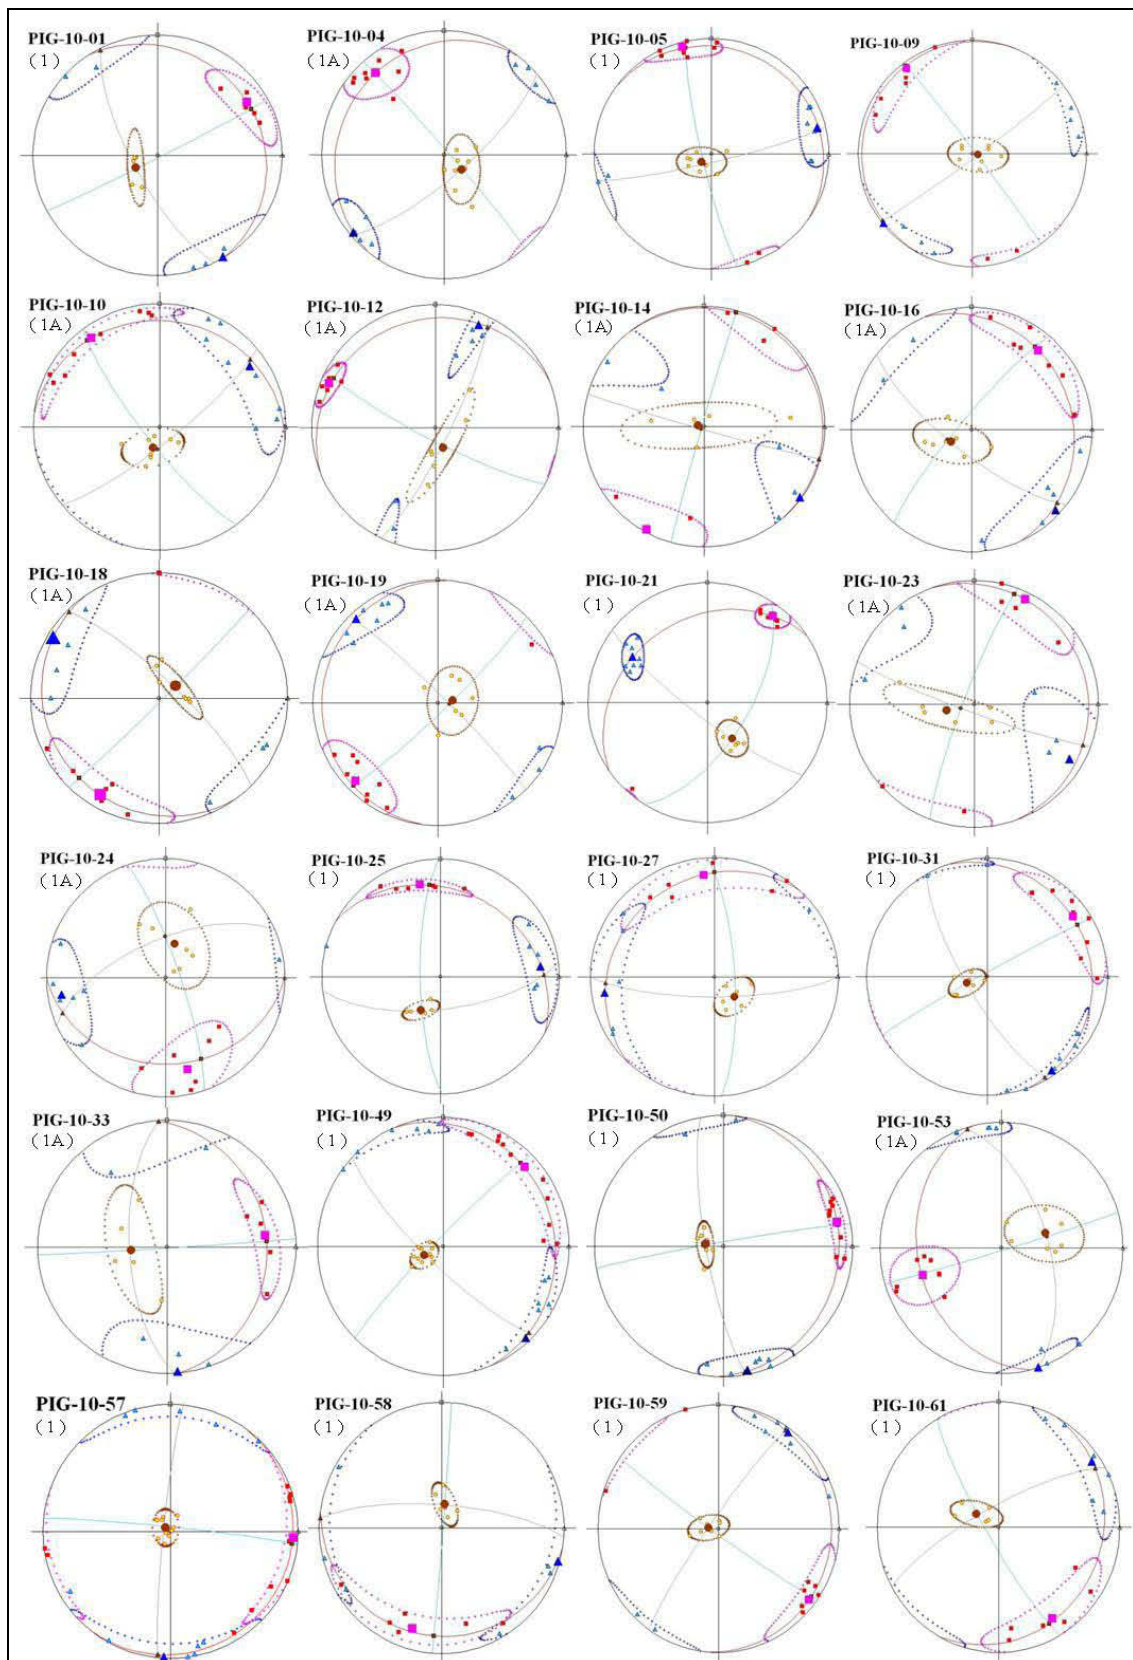 PIG-10-01
(1)
PIG-10-04
(1A)
PIG-10-05
(1)
PIG-10-09
(1)
PIG-10-10
(1A)
PIG-10-12
(1A)
PIG-10-14
(1A)
PIG-10-16
(1A)
PIG-10-18
(1A)
PIG-10-19
(1A)
PIG-10-21
(1)
PIG-10-23
(1A)
PIG-10-24
(1A)
PIG-10-25
(1)
PIG-10-27
(1)
PIG-10-31
(1)
PIG-10-33
(1A)
PIG-10-49
(1)
PIG-10-50
(1)
PIG-10-53
(1A)
PIG-10-57
(1)
PIG-10-58
(1)
PIG-10-59
(1)
PIG-10-61
(1)